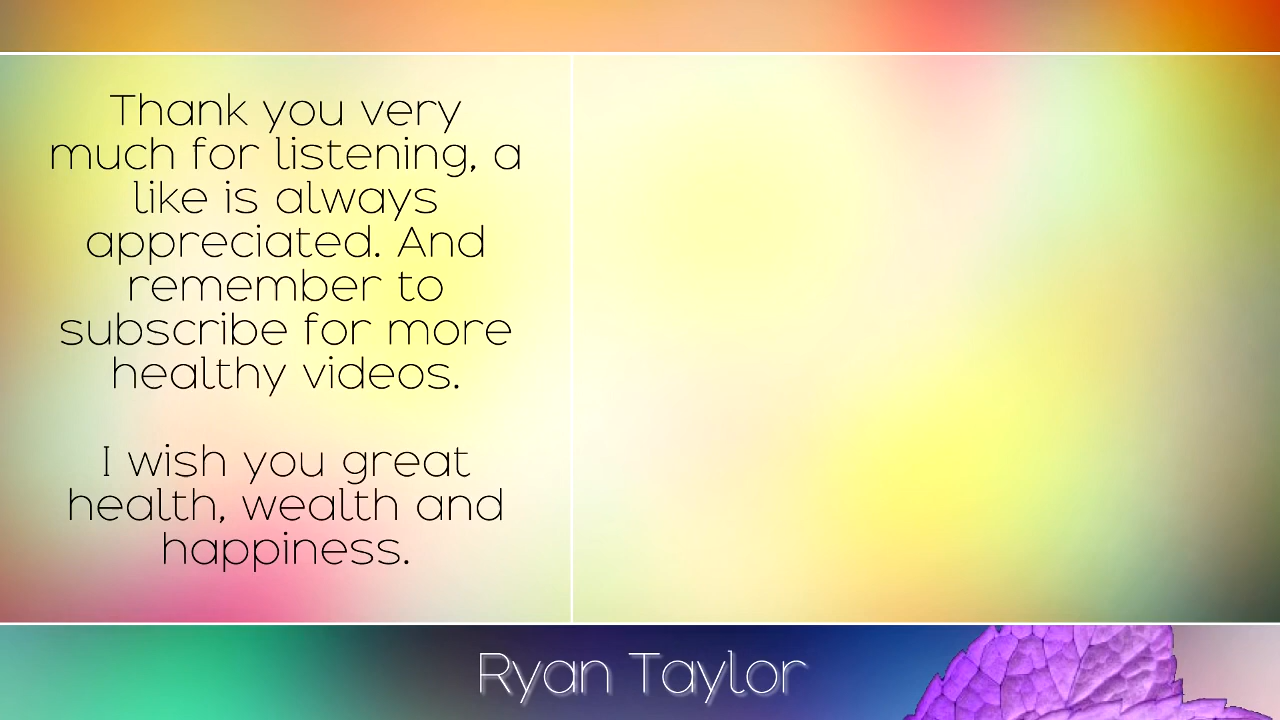 Thank you very
much for listening, a
like is always
appreciated. And
remember to
subscribe for more
healthy videos.
I wish you great
health, wealth and
happiness.
Ryan Taylor